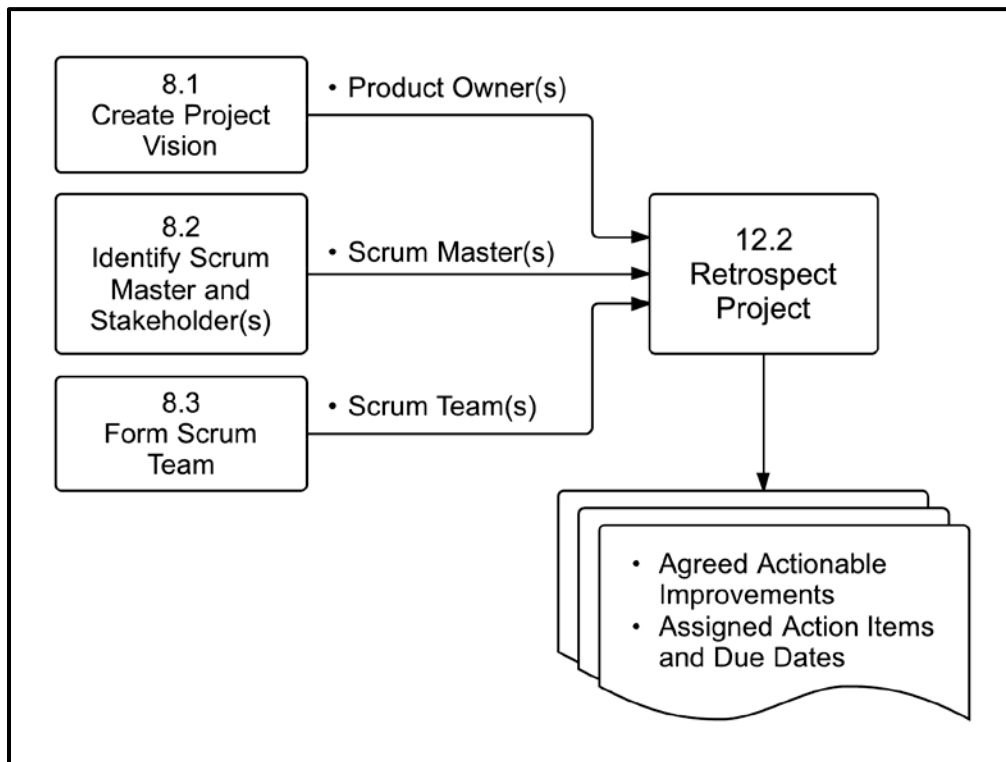 8.1
Create Project
Vision
• Product Owner(s)
8.2
Identify Scrum
Master and
Stakeholder(s)
• Scrum Master(s)
8.3
Form Scrum
Team
• Scrum Team(s)
12.2
Retrospect
Project
• Agreed Actionable
Improvements
• Assigned Action Items
and Due Dates